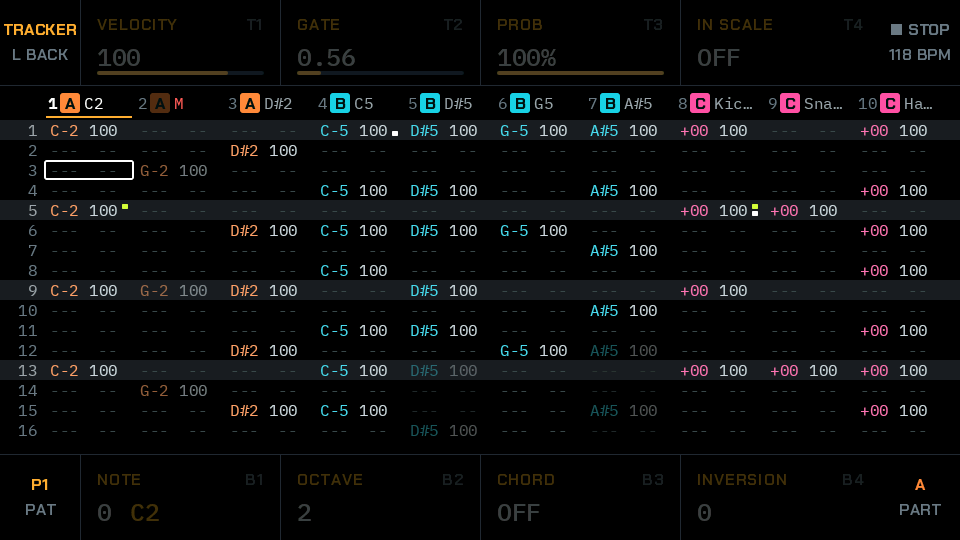 TRACKER VELOCITY T1 GATE T2 PROB T3 IN SCALE T4 STOP
L BACK 100 0.56 100% OFF 118 BPM
1 A C2 2 A M 3 A D#2 4 B C5 5 B D#5 6 B G5 7 B A#5 8 C Kic… 9 C Sna… 10 C Ha…
1 C-2 100 --- -- --- -- C-5 100 D#5 100 G-5 100 A#5 100 +00 100 --- -- +00 100
2 --- -- --- -- D#2 100 --- -- --- -- --- -- --- -- --- -- --- -- --- --
3 --- -- G-2 100 --- -- --- -- --- -- --- -- --- -- --- -- --- -- --- --
4 --- -- --- -- --- -- C-5 100 D#5 100 --- -- A#5 100 --- -- --- -- +00 100
5 C-2 100 --- -- --- -- --- -- --- -- --- -- --- -- +00 100 +00 100 --- --
6 --- -- --- -- D#2 100 C-5 100 D#5 100 G-5 100 --- -- --- -- --- -- +00 100
7 --- -- --- -- --- -- --- -- --- -- --- -- A#5 100 --- -- --- -- --- --
8 --- -- --- -- --- -- C-5 100 --- -- --- -- --- -- --- -- --- -- +00 100
9 C-2 100 G-2 100 D#2 100 --- -- D#5 100 --- -- --- -- +00 100 --- -- --- --
10 --- -- --- -- --- -- --- -- --- -- --- -- A#5 100 --- -- --- -- --- --
11 --- -- --- -- --- -- C-5 100 D#5 100 --- -- --- -- --- -- --- -- +00 100
12 --- -- --- -- D#2 100 --- -- --- -- G-5 100 A#5 100 --- -- --- -- --- --
13 C-2 100 --- -- --- -- C-5 100 D#5 100 --- -- --- -- +00 100 +00 100 +00 100
14 --- -- G-2 100 --- -- --- -- --- -- --- -- --- -- --- -- --- -- --- --
15 --- -- --- -- D#2 100 C-5 100 --- -- --- -- A#5 100 --- -- --- -- +00 100
16 --- -- --- -- --- -- --- -- D#5 100 --- -- --- -- --- -- --- -- --- --
P1 NOTE B1 OCTAVE B2 CHORD B3 INVERSION B4 A
PAT 0 C2 2 OFF 0 PART